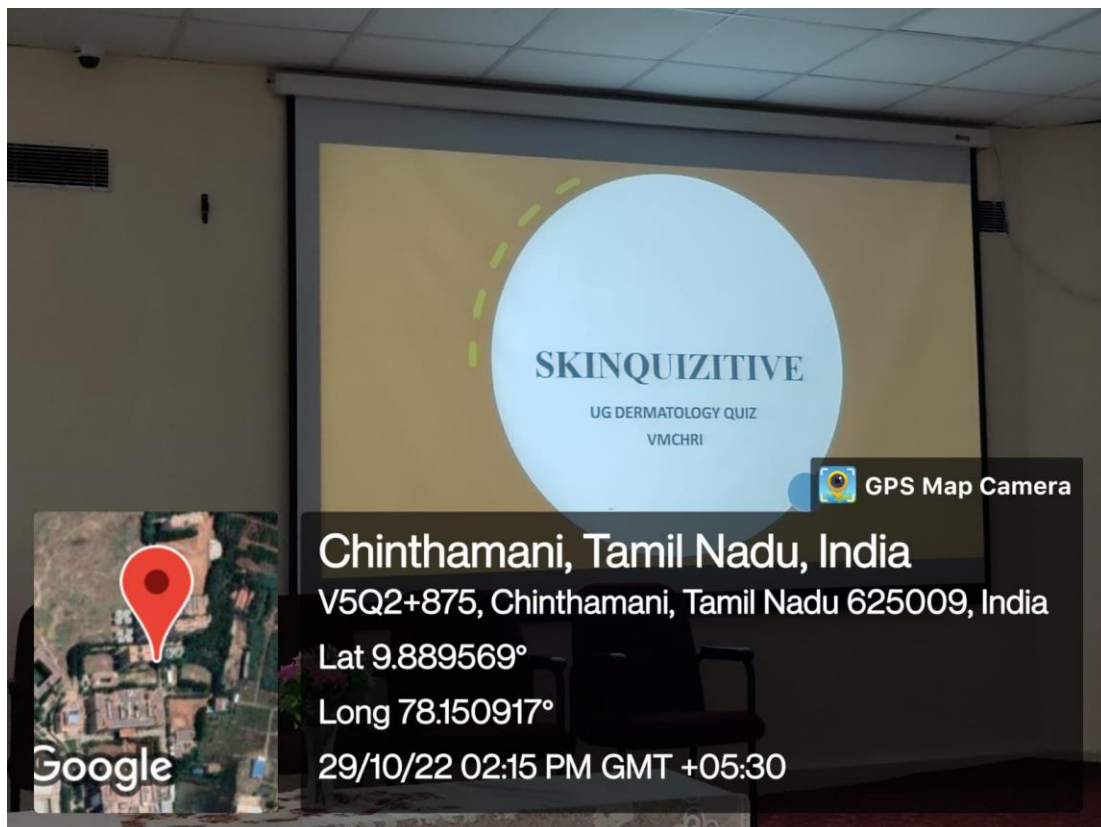 SKINQUIZITIVE
UG DERMATOLOGY QUIZ
VMCHRI
GPS Map Camera
Chinthamani, Tamil Nadu, India
V5Q2+875, Chinthamani, Tamil Nadu 625009, India
Lat 9.889569°
Long 78.150917°
29/10/22 02:15 PM GMT +05:30
Google